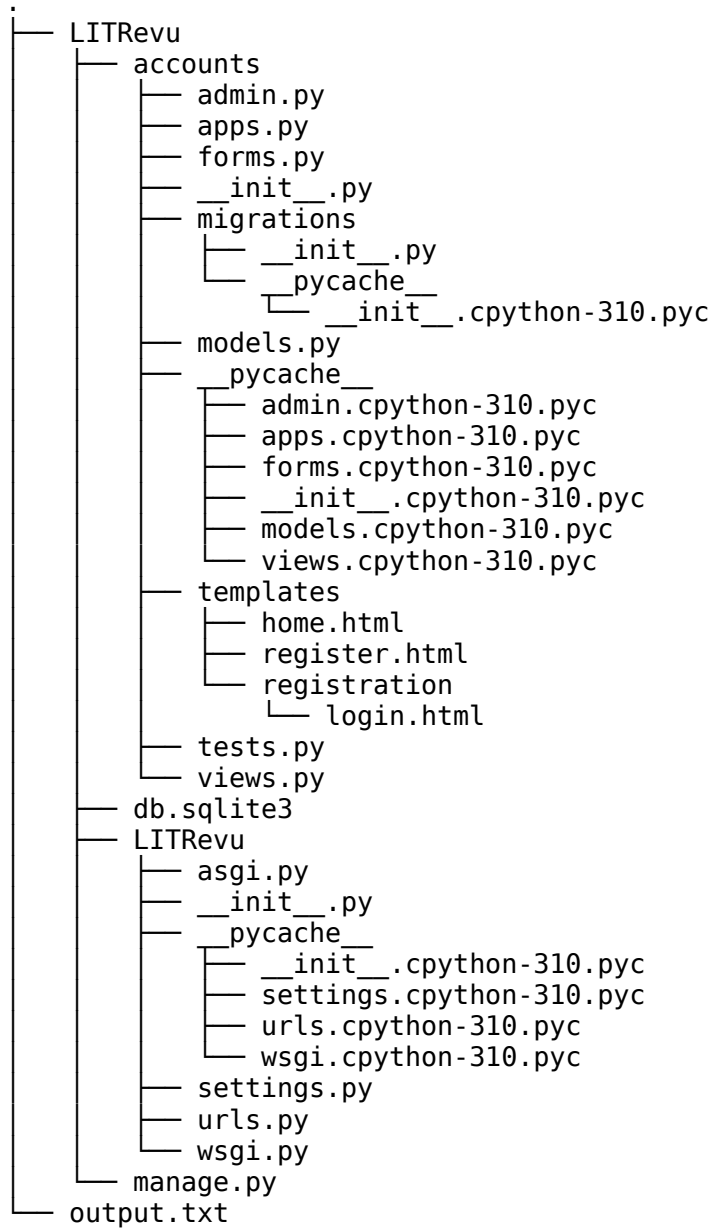 .
├── LITRevu
│   ├── accounts
│   │   ├── admin.py
│   │   ├── apps.py
│   │   ├── forms.py
│   │   ├── __init__.py
│   │   ├── migrations
│   │   │   ├── __init__.py
│   │   │   └── __pycache__
│   │   │       └── __init__.cpython-310.pyc
│   │   ├── models.py
│   │   ├── __pycache__
│   │   │   ├── admin.cpython-310.pyc
│   │   │   ├── apps.cpython-310.pyc
│   │   │   ├── forms.cpython-310.pyc
│   │   │   ├── __init__.cpython-310.pyc
│   │   │   ├── models.cpython-310.pyc
│   │   │   └── views.cpython-310.pyc
│   │   ├── templates
│   │   │   ├── home.html
│   │   │   ├── register.html
│   │   │   └── registration
│   │   │       └── login.html
│   │   ├── tests.py
│   │   └── views.py
│   ├── db.sqlite3
│   ├── LITRevu
│   │   ├── asgi.py
│   │   ├── __init__.py
│   │   ├── __pycache__
│   │   │   ├── __init__.cpython-310.pyc
│   │   │   ├── settings.cpython-310.pyc
│   │   │   ├── urls.cpython-310.pyc
│   │   │   └── wsgi.cpython-310.pyc
│   │   ├── settings.py
│   │   ├── urls.py
│   │   └── wsgi.py
│   └── manage.py
└── output.txt